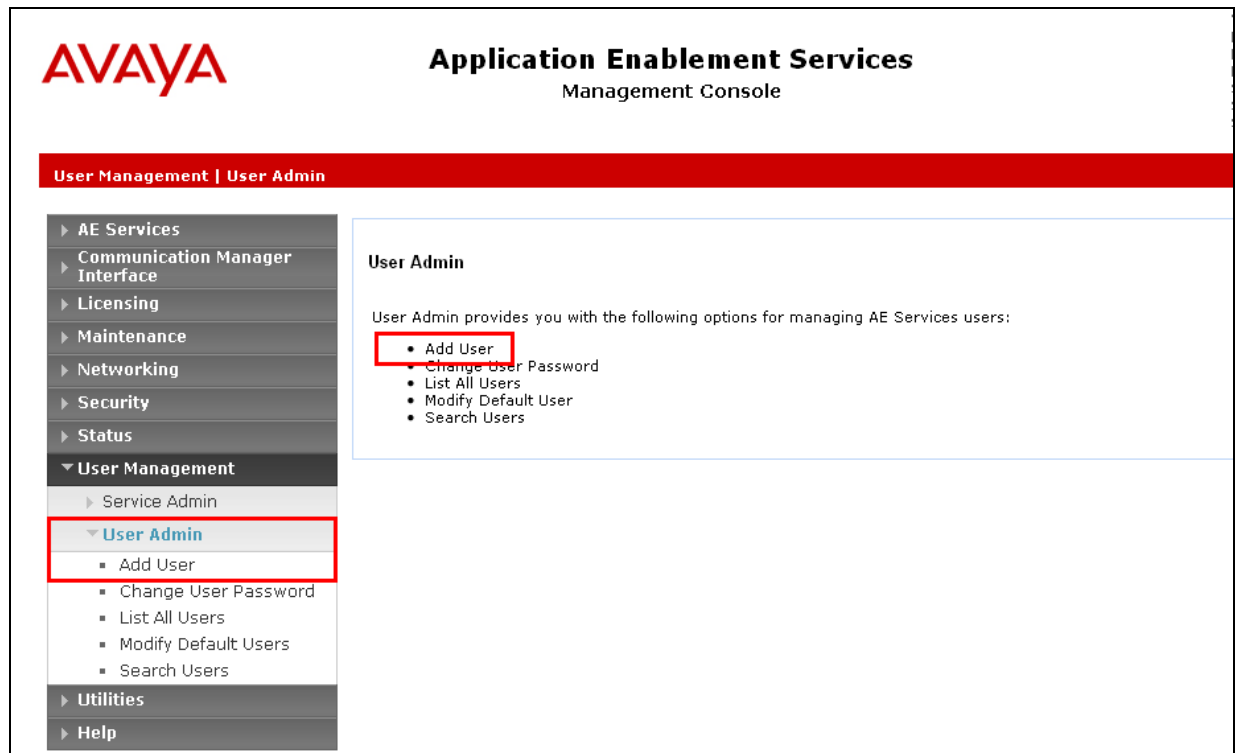 AVAYA
Application Enablement Services
Management Console
User Management | User Admin
AE Services
Communication Manager
Interface
Licensing
Maintenance
Networking
Security
Status
User Management
Service Admin
User Admin
Add User
Change User Password
List All Users
Modify Default Users
Search Users
Utilities
Help
User Admin
User Admin provides you with the following options for managing AE Services users:
Add User
Change User Password
List All Users
Modify Default User
Search Users